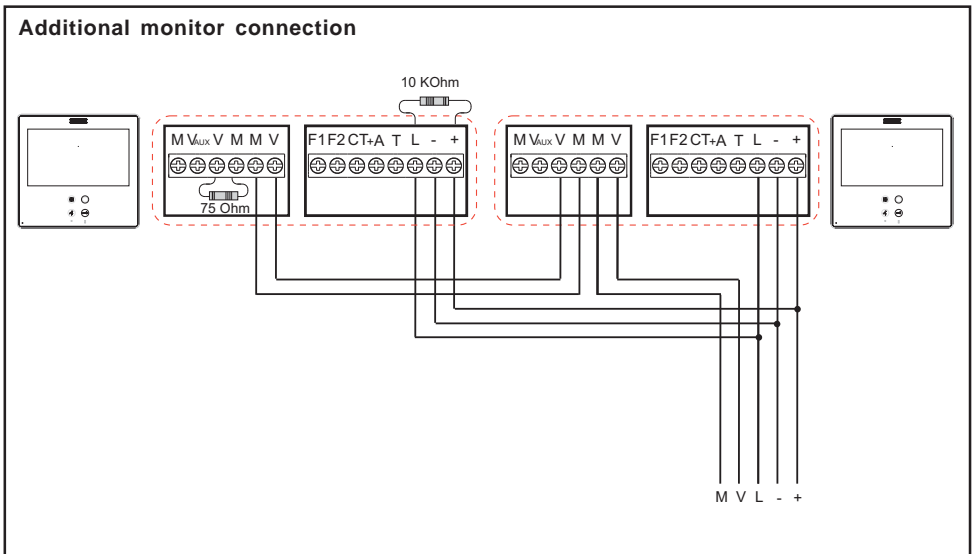 Additional monitor connection
10 KOhm
M VAUX V M M V
F1 F2 CT +A T L - +
M VAUX V M M V
F1 F2 CT +A T L - +
75 Ohm
M V L - +